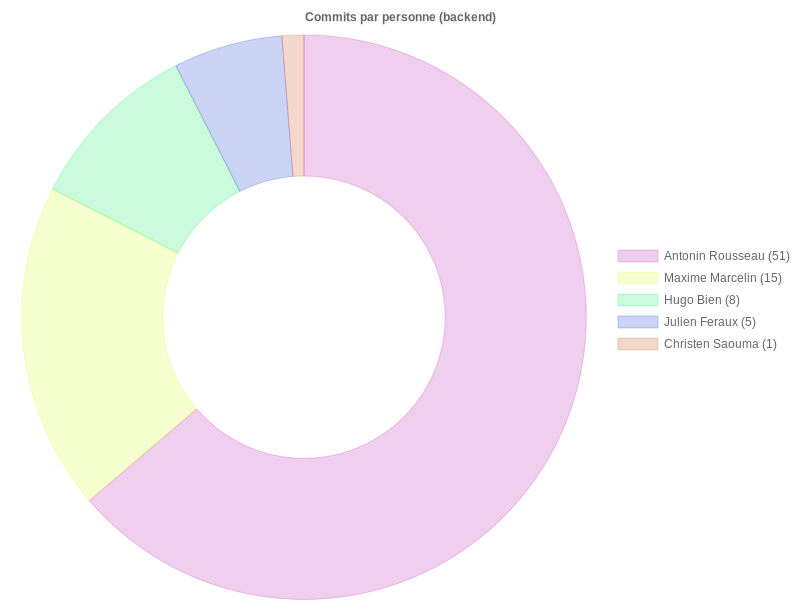 Commits par personne (backend)
Antonin Rousseau (51)
Maxime Marcelin (15)
Hugo Bien (8)
Julien Feraux (5)
Christen Saouma (1)